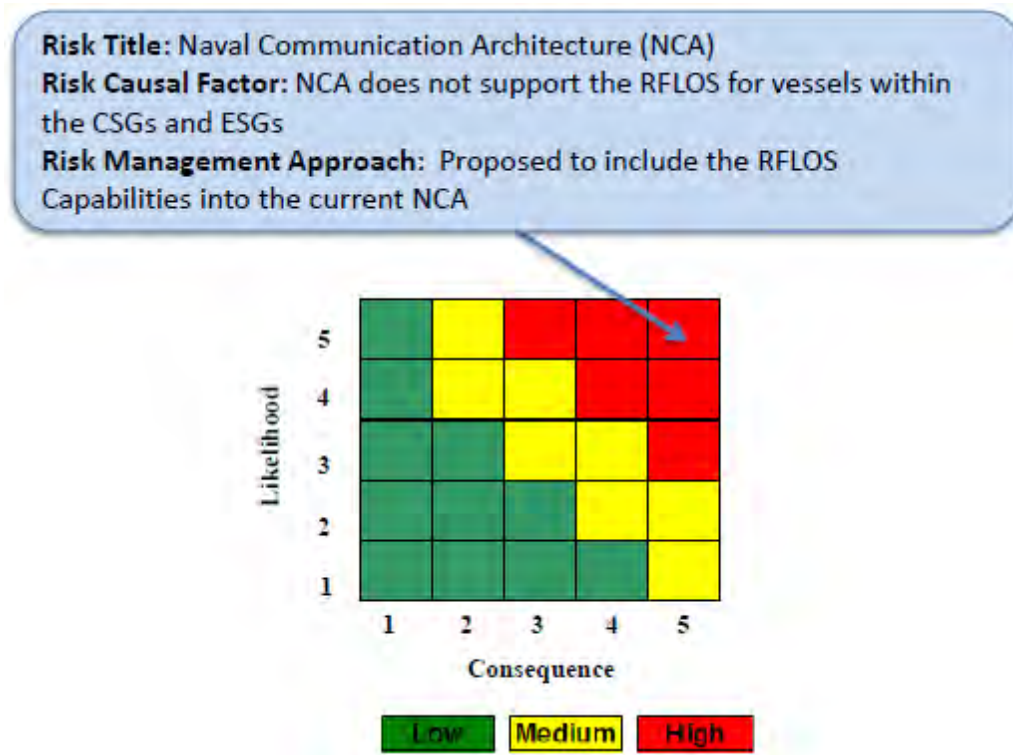 Risk Title: Naval Communication Architecture (NCA)
Risk Causal Factor: NCA does not support the RFLOS for vessels within
the CSGs and ESGs
Risk Management Approach: Proposed to include the RFLOS
Capabilities into the current NCA
Likelihood
5
4
3
2
1
1 2 3 4 5
Consequence
Low Medium High